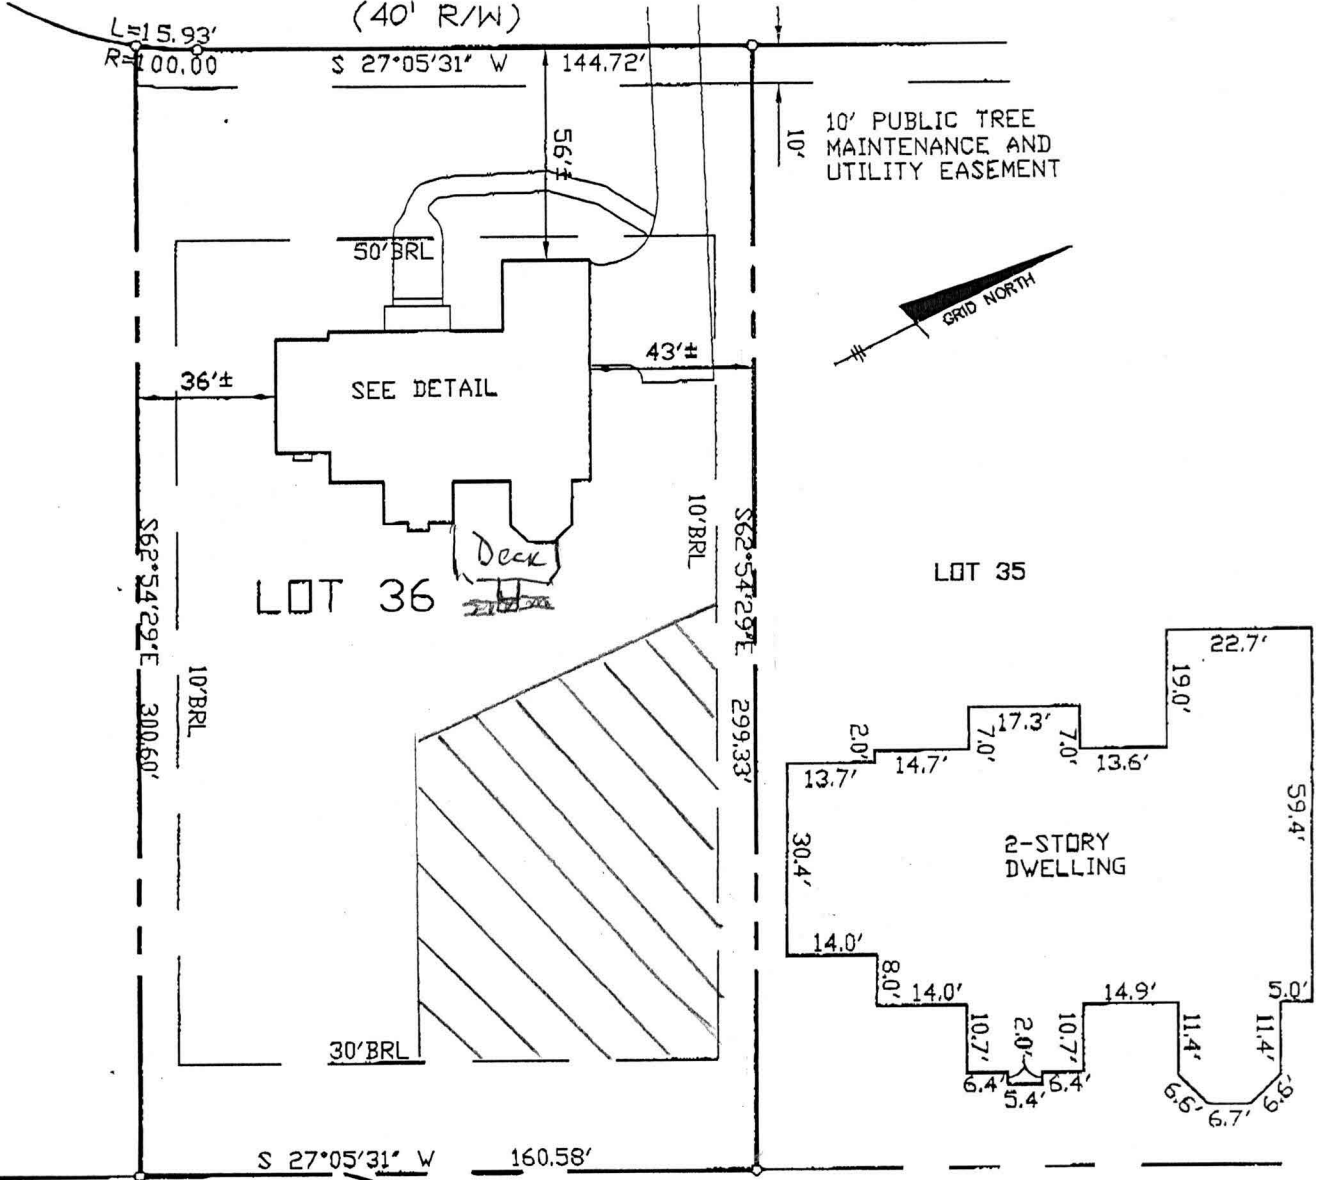 (40' R/W)
L=15.93'
R=100.00
S 27°05'31" W 144.72'
10'
10' PUBLIC TREE
MAINTENANCE AND
UTILITY EASEMENT
56'±
50'BRL
GRID NORTH
36'±
SEE DETAIL
43'±
S62°54'29"E 300.60'
10'BRL
LOT 36
Deck
10'BRL
S62°54'29"E
299.33'
LOT 35
22.7'
19.0'
17.3'
7.0'
7.0'
2.0'
13.7'
14.7'
13.6'
59.4'
30.4'
2-STORY
DWELLING
14.0'
8.0'
14.0'
14.9'
5.0'
10.7'
2.0'
10.7'
11.4'
11.4'
6.4'
5.4'
6.4'
6.6'
6.7'
9.9'
30'BRL
S 27°05'31" W 160.58'